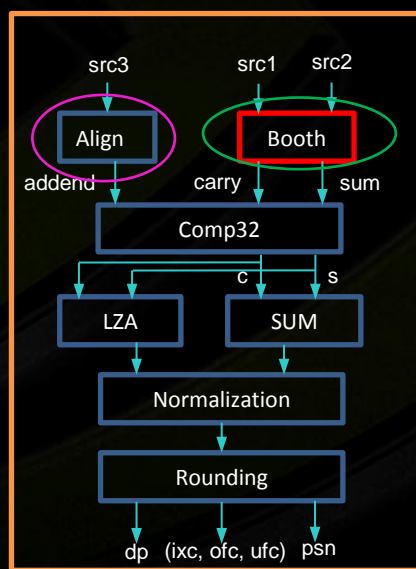 src3 src1 src2
Align Booth
addend carry sum
Comp32
c s
LZA SUM
Normalization
Rounding
dp (ixc, ofc, ufc) psn